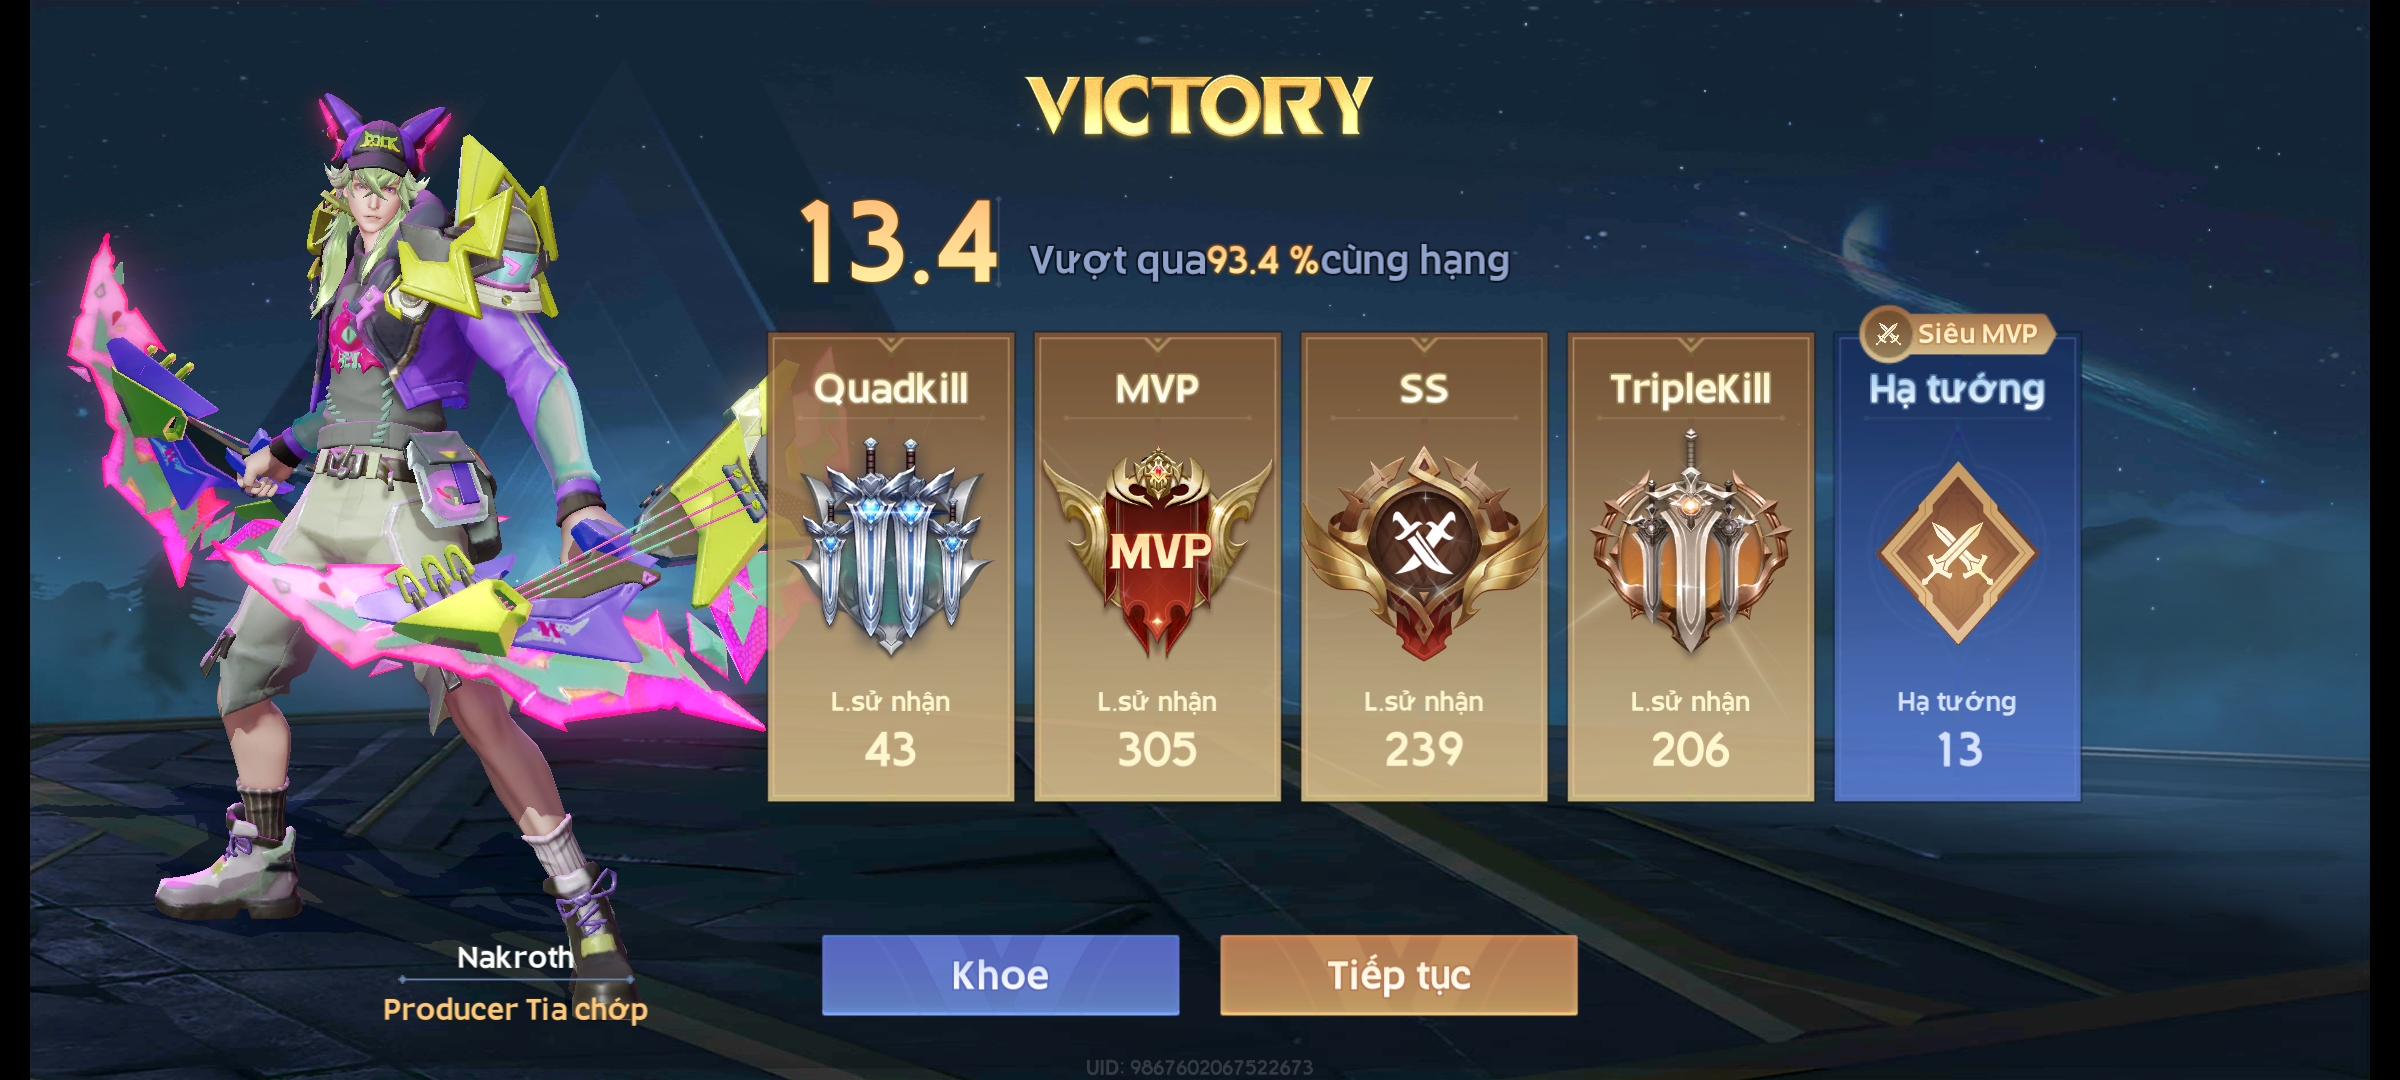 VICTORY
13.4 Vượt qua93.4 %cùng hạng
Siêu MVP
Quadkill
MVP
SS
TripleKill
Hạ tướng
MVP
L.sử nhận
43
L.sử nhận
305
L.sử nhận
239
L.sử nhận
206
Hạ tướng
13
Nakroth
Producer Tia chớp
Khoe
Tiếp tục
UID: 9867602067522673